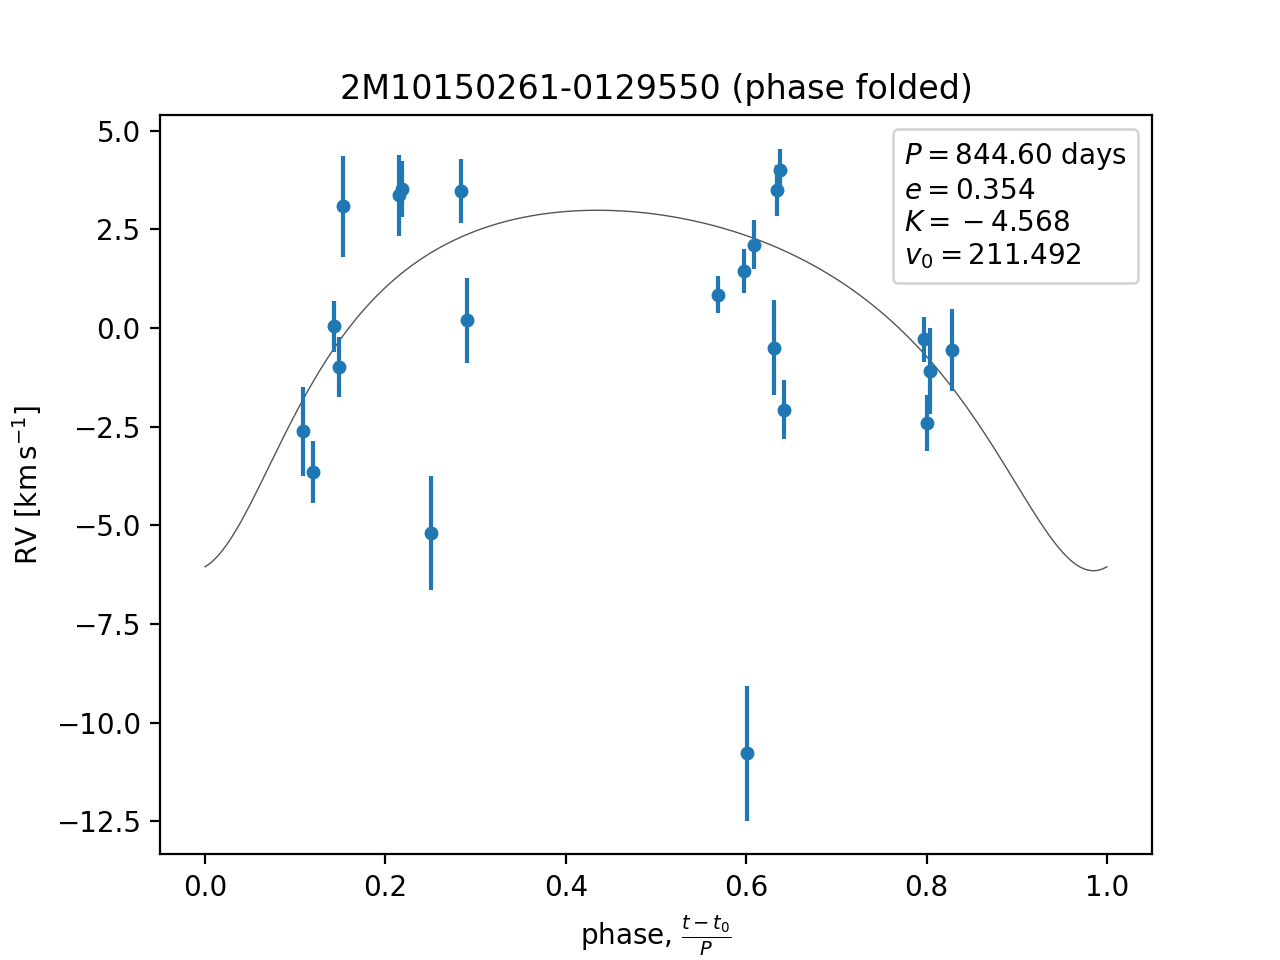 2M10150261-0129550 (phase folded)
P = 844.60 days
e = 0.354
K = −4.568
v₀ = 211.492
RV [km s⁻¹]
5.0
2.5
0.0
−2.5
−5.0
−7.5
−10.0
−12.5
0.0 0.2 0.4 0.6 0.8 1.0
phase, (t − t₀)/P